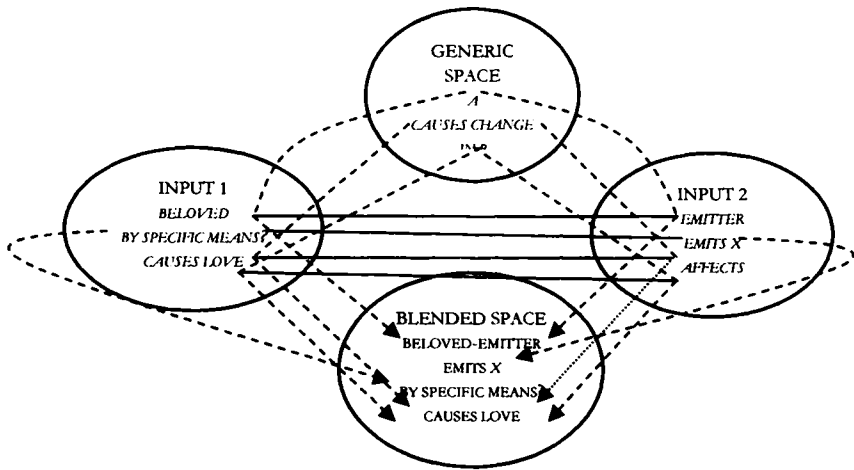 GENERIC
SPACE
A
CAUSES CHANGE
IN B
INPUT 1
BELOVED
BY SPECIFIC MEANS?
CAUSES LOVE
INPUT 2
EMITTER
EMITS X
AFFECTS
BLENDED SPACE
BELOVED-EMITTER
EMITS X
BY SPECIFIC MEANS?
CAUSES LOVE